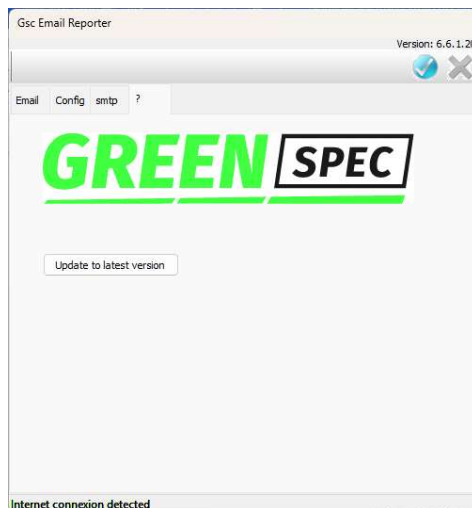 Gsc Email Reporter
Version: 6.6.1.20
Email Config smtp ?
GREEN SPEC
Update to latest version
Internet connexion detected